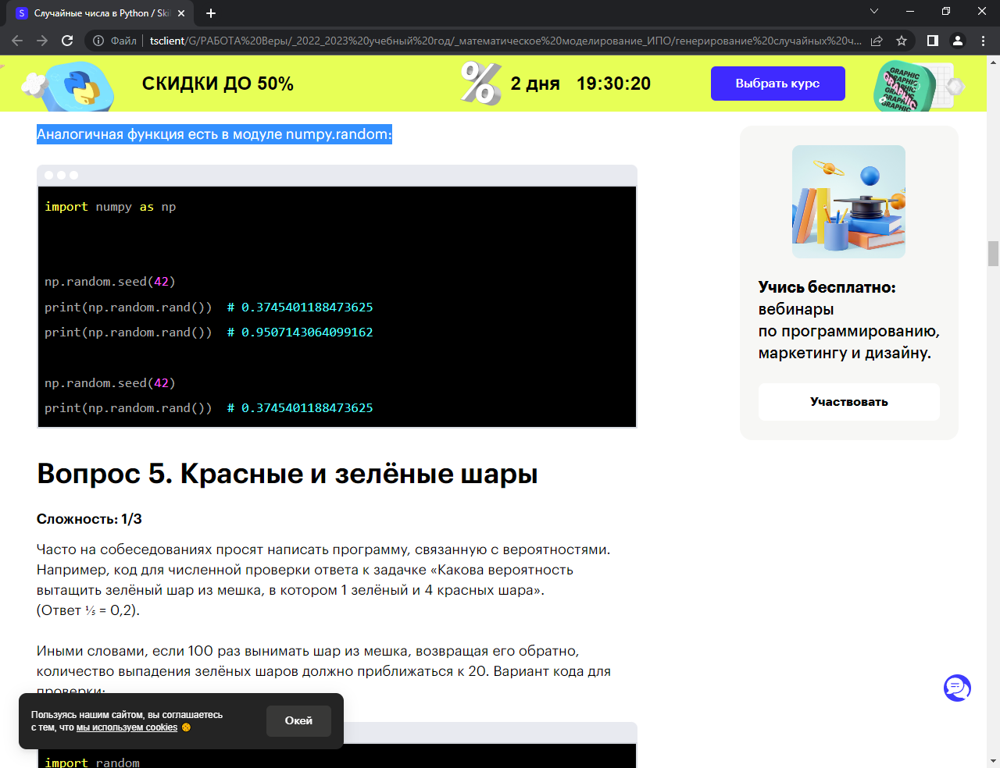 Случайные числа в Python / Ski
Файл
tsclient/G/РАБОТА%20Веры/_2022_2023%20учебный%20год/_математическое%20моделирование_ИПО/генерирование%20случайных%20ч...
СКИДКИ ДО 50%
%
2 дня 19:30:20
Выбрать курс
GRAPHIC
Аналогичная функция есть в модуле numpy.random:
import numpy as np
np.random.seed(42)
print(np.random.rand())  # 0.3745401188473625
print(np.random.rand())  # 0.9507143064099162
np.random.seed(42)
print(np.random.rand())  # 0.3745401188473625
Учись бесплатно:
вебинары
по программированию,
маркетингу и дизайну.
Участвовать
Вопрос 5. Красные и зелёные шары
Сложность: 1/3
Часто на собеседованиях просят написать программу, связанную с вероятностями.
Например, код для численной проверки ответа к задачке «Какова вероятность
вытащить зелёный шар из мешка, в котором 1 зелёный и 4 красных шара».
(Ответ ⅕ = 0,2).
Иными словами, если 100 раз вынимать шар из мешка, возвращая его обратно,
количество выпадения зелёных шаров должно приближаться к 20. Вариант кода для
проверки:
Пользуясь нашим сайтом, вы соглашаетесь
с тем, что мы используем cookies
Окей
import random